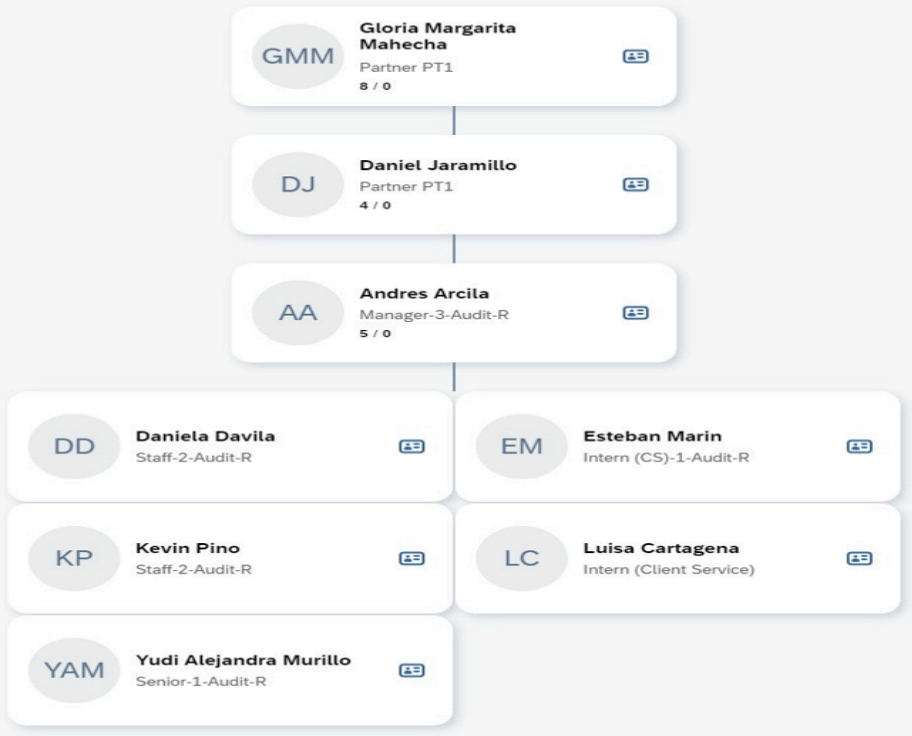 GMM
Gloria Margarita
Mahecha
Partner PT1
8 / 0
DJ
Daniel Jaramillo
Partner PT1
4 / 0
AA
Andres Arcila
Manager-3-Audit-R
5 / 0
DD
Daniela Davila
Staff-2-Audit-R
EM
Esteban Marin
Intern (CS)-1-Audit-R
KP
Kevin Pino
Staff-2-Audit-R
LC
Luisa Cartagena
Intern (Client Service)
YAM
Yudi Alejandra Murillo
Senior-1-Audit-R